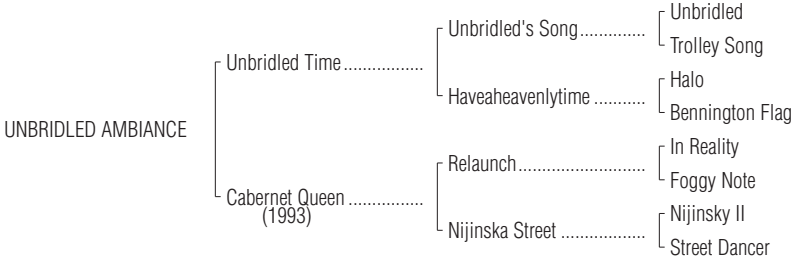 Unbridled
Unbridled's Song..............
Trolley Song
Unbridled Time.................
Halo
Haveaheavenlytime...........
Bennington Flag
UNBRIDLED AMBIANCE
In Reality
Relaunch...........................
Foggy Note
Cabernet Queen................
(1993)
Nijinsky II
Nijinska Street..................
Street Dancer